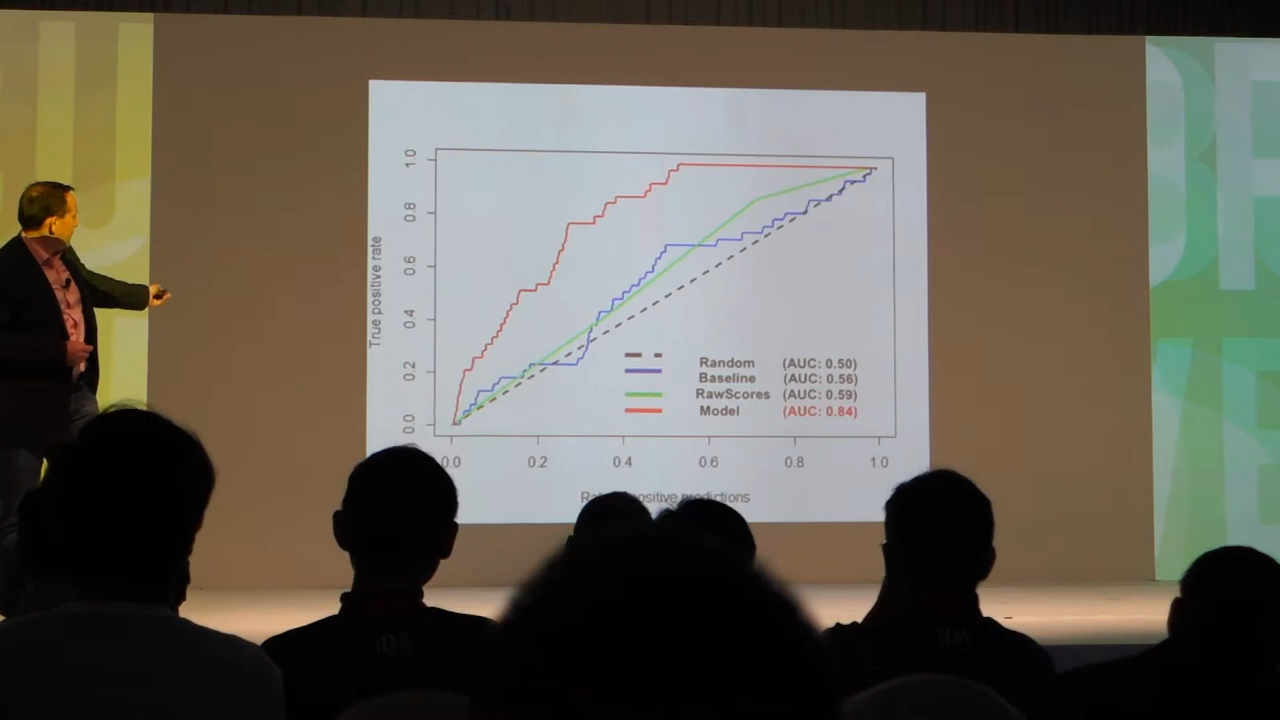 True positive rate
1.0
0.8
0.6
0.4
0.2
0.0
Random (AUC: 0.50)
Baseline (AUC: 0.56)
RawScores (AUC: 0.59)
Model (AUC: 0.84)
0.0 0.2 0.4 0.6 0.8 1.0
positive predictions
IDA
IDA